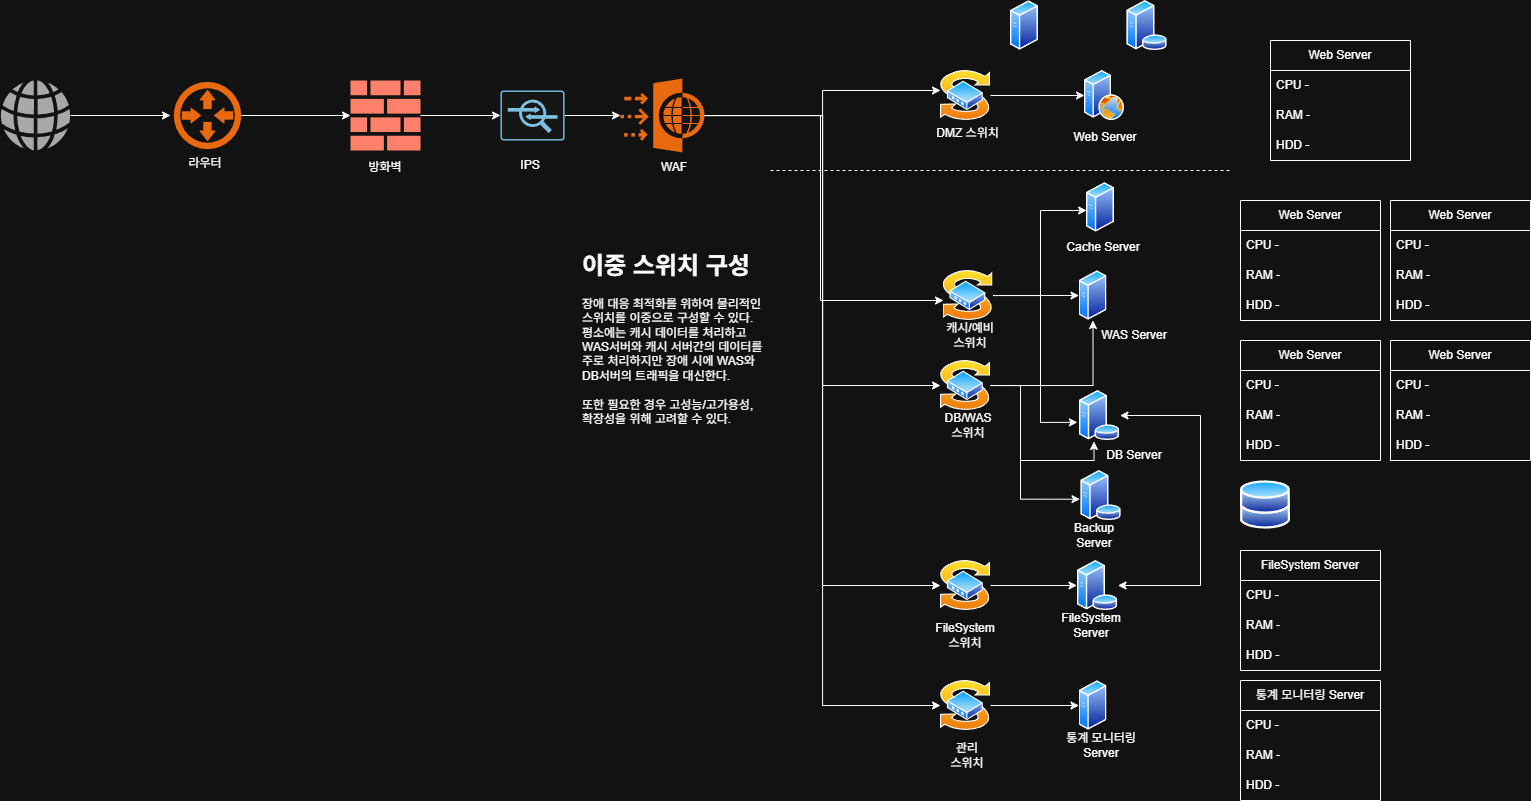 라우터
방화벽
IPS
WAF
DMZ 스위치
Web Server
Cache Server
이중 스위치 구성
장애 대응 최적화를 위하여 물리적인
스위치를 이중으로 구성할 수 있다.
평소에는 캐시 데이터를 처리하고
WAS서버와 캐시 서버간의 데이터를
주로 처리하지만 장애 시에 WAS와
DB서버의 트래픽을 대신한다.
또한 필요한 경우 고성능/고가용성,
확장성을 위해 고려할 수 있다.
캐시/예비
스위치
WAS Server
DB/WAS
스위치
DB Server
Backup
Server
FileSystem
스위치
FileSystem
Server
관리
스위치
통계 모니터링
Server
Web Server
CPU -
RAM -
HDD -
Web Server
CPU -
RAM -
HDD -
Web Server
CPU -
RAM -
HDD -
Web Server
CPU -
RAM -
HDD -
Web Server
CPU -
RAM -
HDD -
FileSystem Server
CPU -
RAM -
HDD -
통계 모니터링 Server
CPU -
RAM -
HDD -